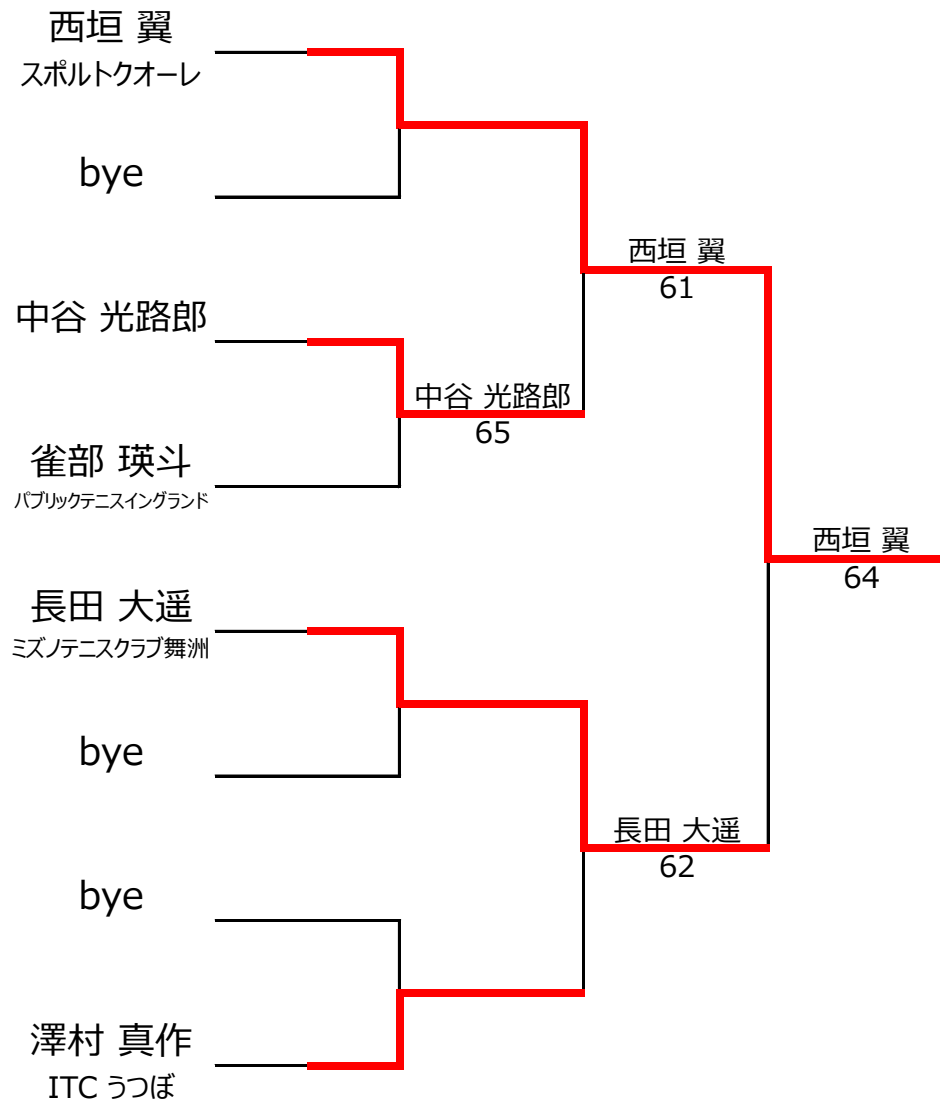 西垣 翼
スポルトクオーレ
bye
西垣 翼
61
中谷 光路郎
中谷 光路郎
65
雀部 瑛斗
パブリックテニスイングランド
西垣 翼
64
長田 大遥
ミズノテニスクラブ舞洲
bye
長田 大遥
62
bye
澤村 真作
ITC うつぼ